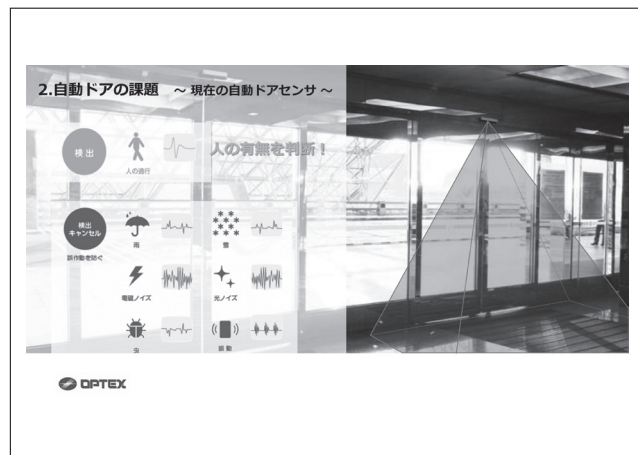 2.自動ドアの課題 ～ 現在の自動ドアセンサ ～
検出
人の通行
人の有無を判断！
検出
キャンセル
誤作動を防ぐ
雨
雪
電磁ノイズ
光ノイズ
虫
振動
OPTEX